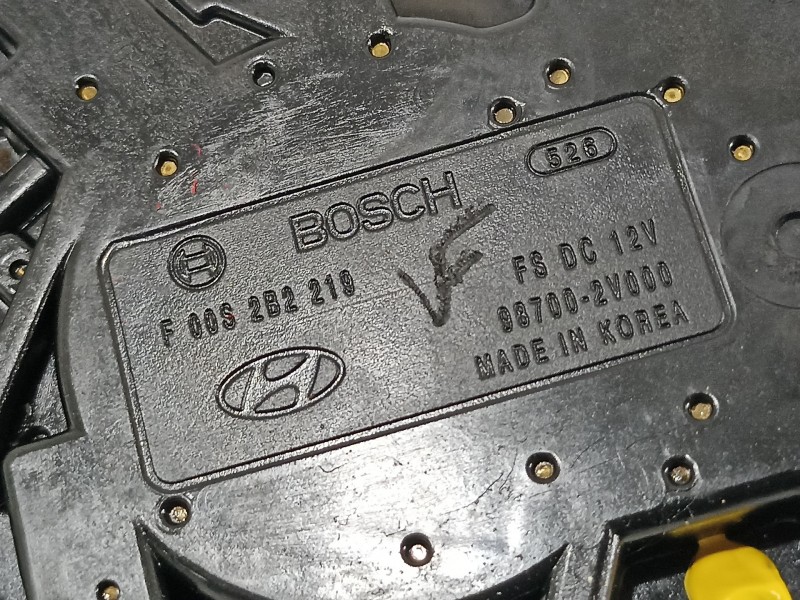 526
BOSCH
F 00S 2B2 219
FS DC 12V
98700-2V000
MADE IN KOREA